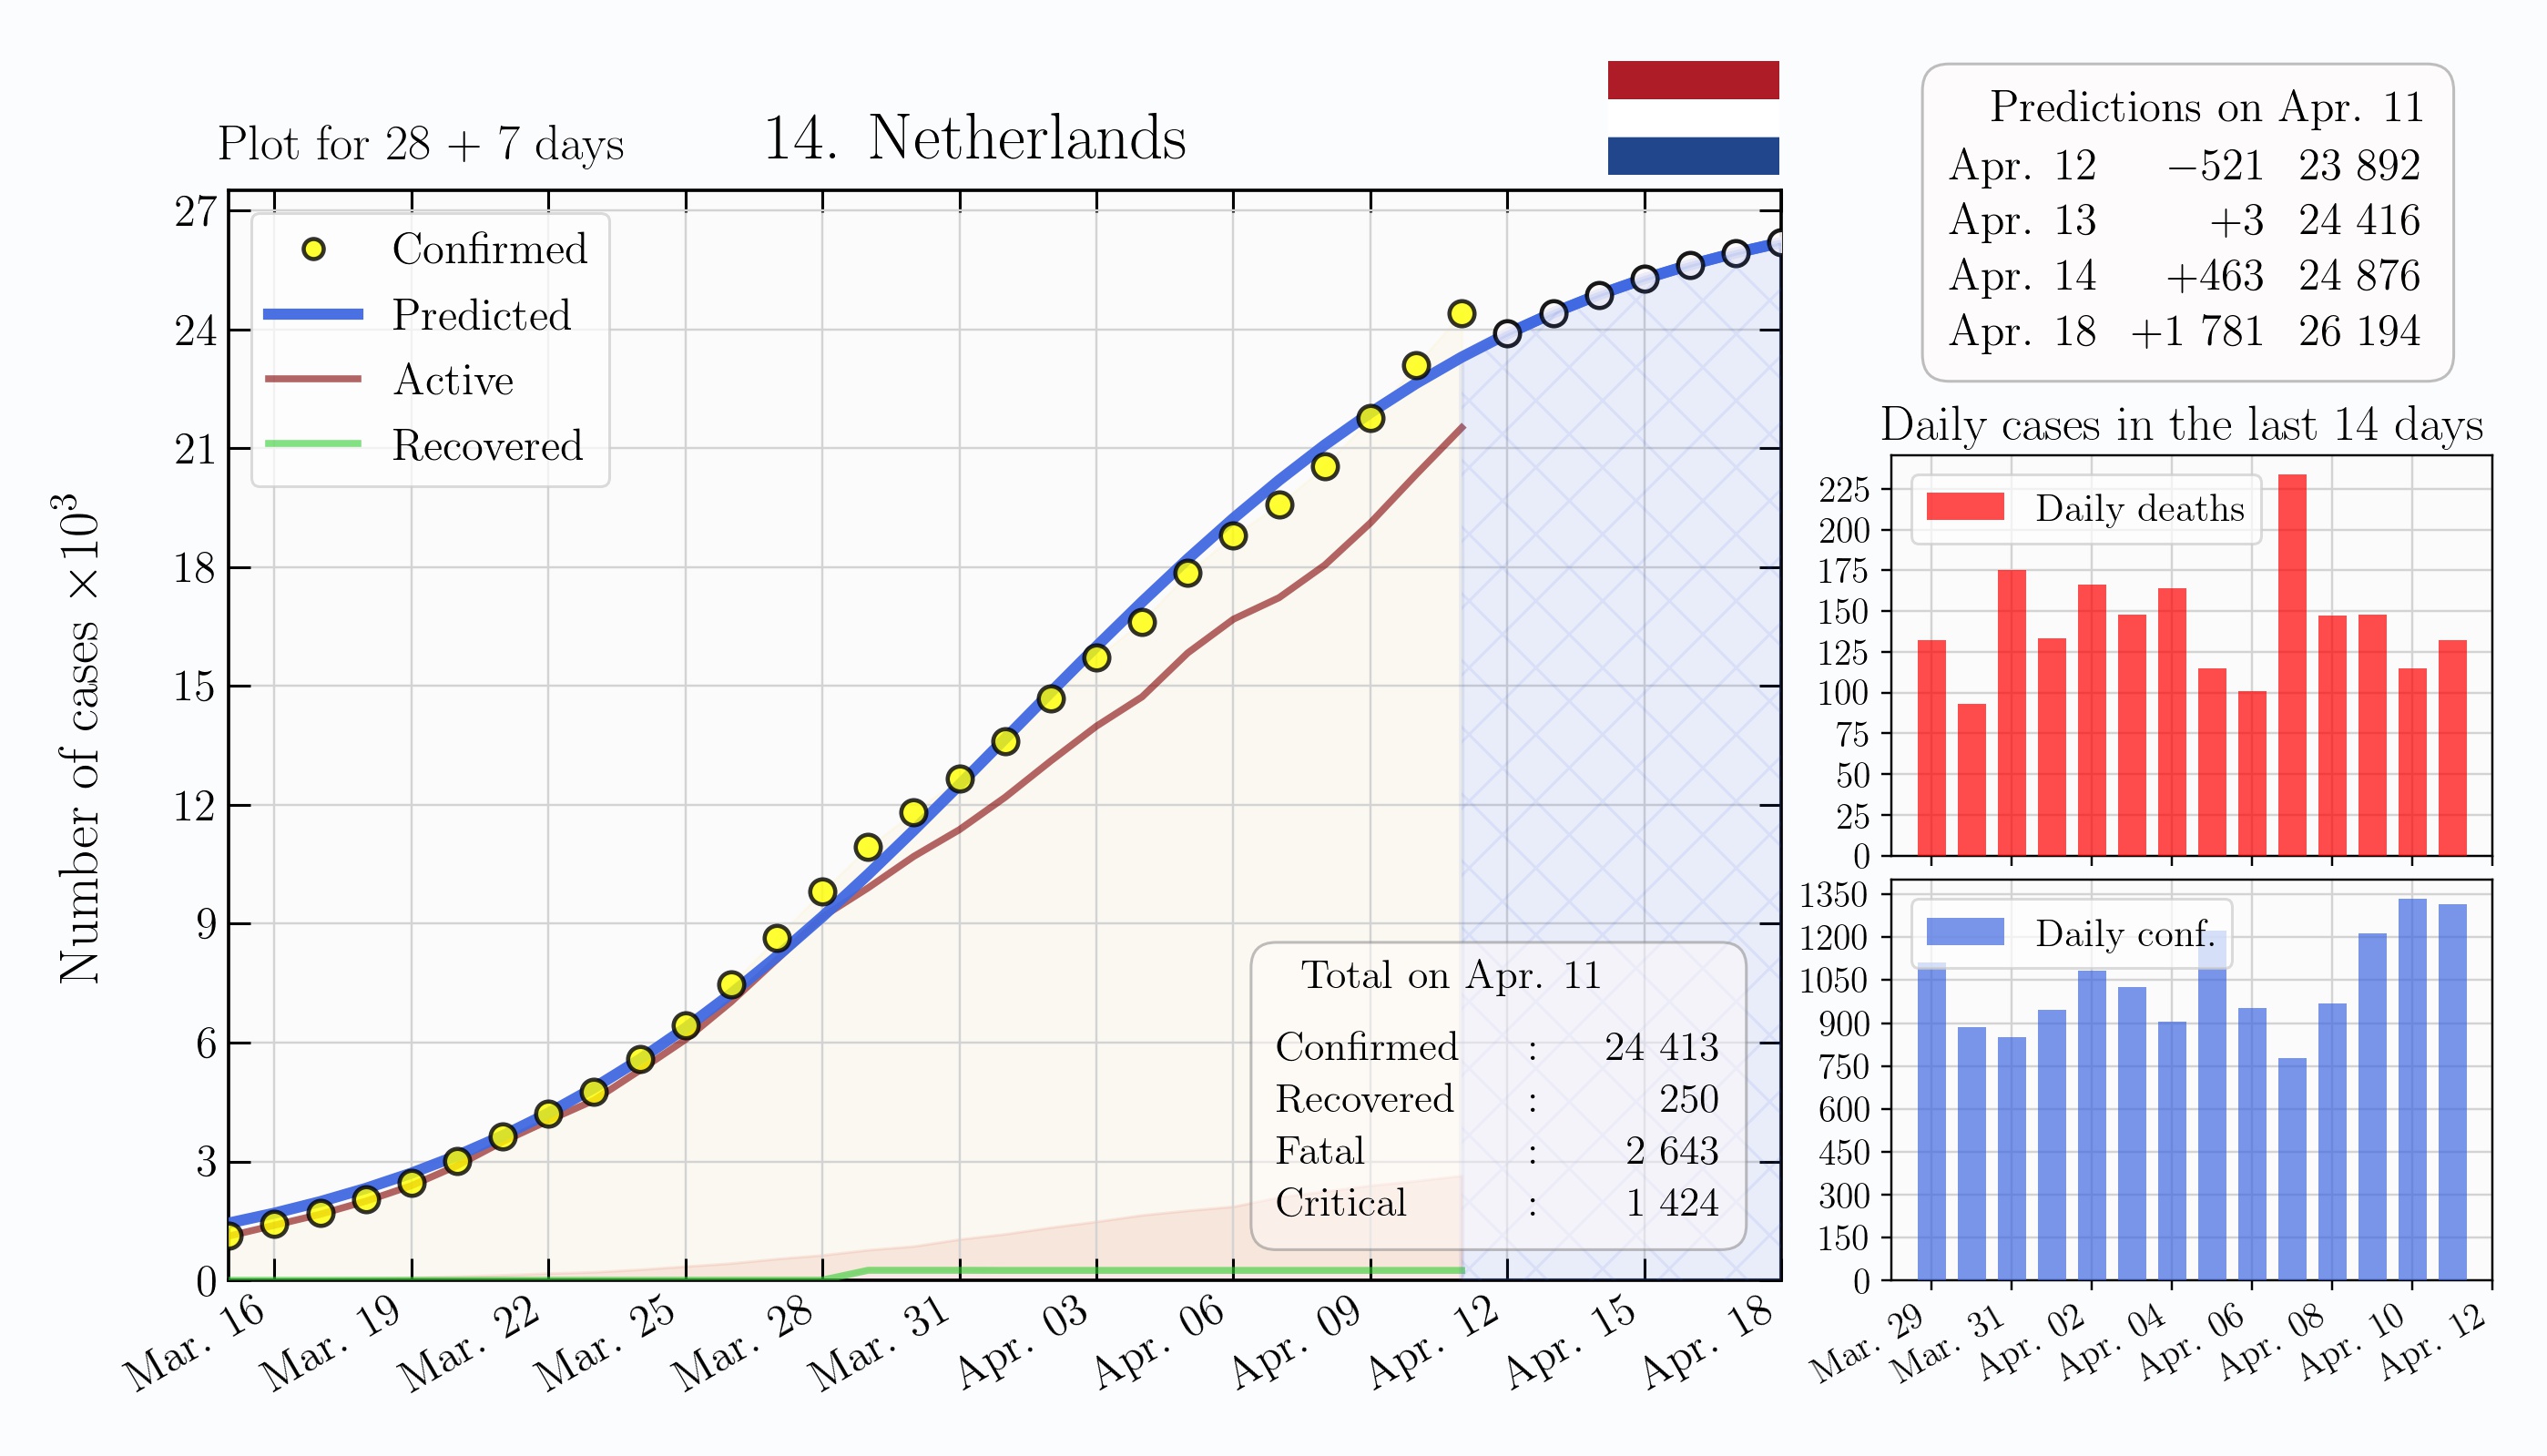 Plot for 28 + 7 days
14. Netherlands
Number of cases ×10³
27
24
21
18
15
12
9
6
3
0
Confirmed
Predicted
Active
Recovered
Total on Apr. 11
Confirmed : 24 413
Recovered : 250
Fatal : 2 643
Critical : 1 424
Mar. 16
Mar. 19
Mar. 22
Mar. 25
Mar. 28
Mar. 31
Apr. 03
Apr. 06
Apr. 09
Apr. 12
Apr. 15
Apr. 18
Predictions on Apr. 11
Apr. 12 −521 23 892
Apr. 13 +3 24 416
Apr. 14 +463 24 876
Apr. 18 +1 781 26 194
Daily cases in the last 14 days
225
200
175
150
125
100
75
50
25
0
Daily deaths
1350
1200
1050
900
750
600
450
300
150
0
Daily conf.
Mar. 29
Mar. 31
Apr. 02
Apr. 04
Apr. 06
Apr. 08
Apr. 10
Apr. 12